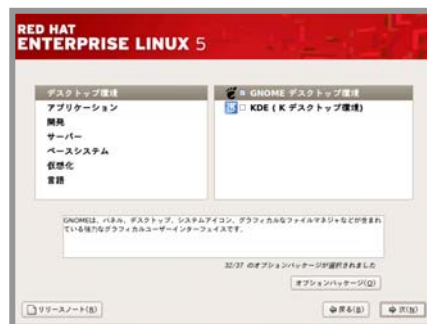 RED HAT
ENTERPRISE LINUX 5
デスクトップ環境
アプリケーション
開発
サーバー
ベースシステム
仮想化
言語
GNOME デスクトップ環境
KDE ( K デスクトップ環境)
GNOMEは、パネル、デスクトップ、システムアイコン、グラフィカルなファイルマネジャなどが含まれ
ている強力なグラフィカルユーザーインターフェイスです。
32/37 のオプションパッケージが選択されました
オプションパッケージ(O)
リリースノート(R)
戻る(B)
次(N)